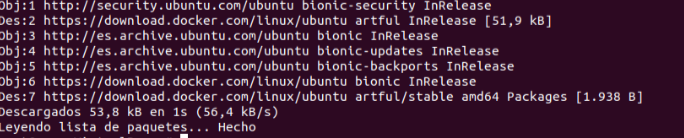 Obj:1 http://security.ubuntu.com/ubuntu bionic-security InRelease
Des:2 https://download.docker.com/linux/ubuntu artful InRelease [51,9 kB]
Obj:3 http://es.archive.ubuntu.com/ubuntu bionic InRelease
Obj:4 http://es.archive.ubuntu.com/ubuntu bionic-updates InRelease
Obj:5 http://es.archive.ubuntu.com/ubuntu bionic-backports InRelease
Obj:6 https://download.docker.com/linux/ubuntu bionic InRelease
Des:7 https://download.docker.com/linux/ubuntu artful/stable amd64 Packages [1.938 B]
Descargados 53,8 kB en 1s (56,4 kB/s)
Leyendo lista de paquetes... Hecho